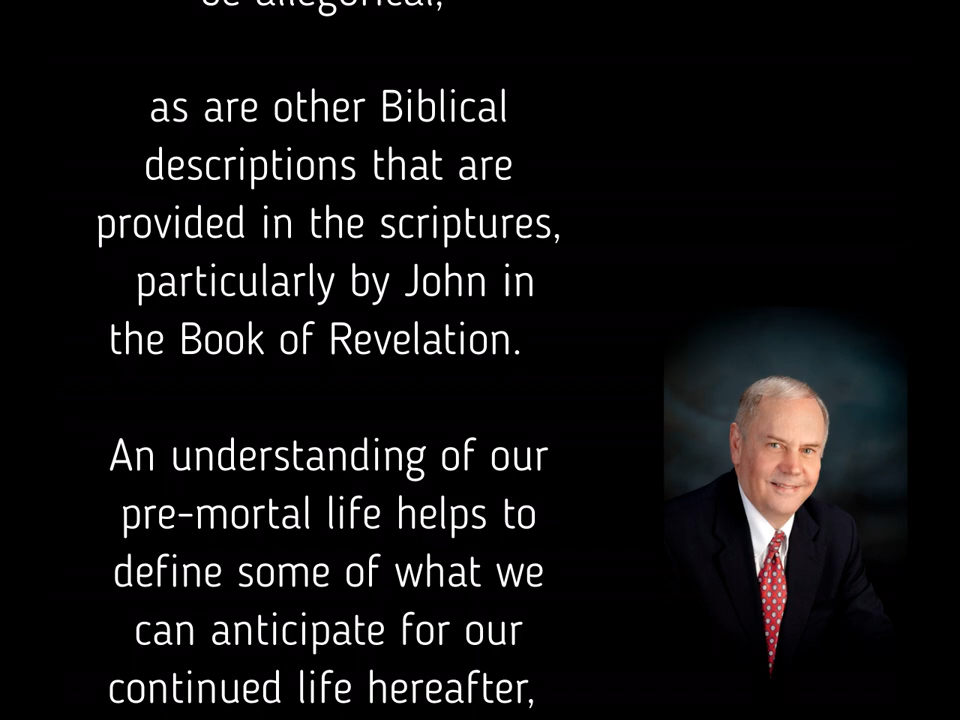 be allegorical,
as are other Biblical
descriptions that are
provided in the scriptures,
particularly by John in
the Book of Revelation.
An understanding of our
pre-mortal life helps to
define some of what we
can anticipate for our
continued life hereafter,